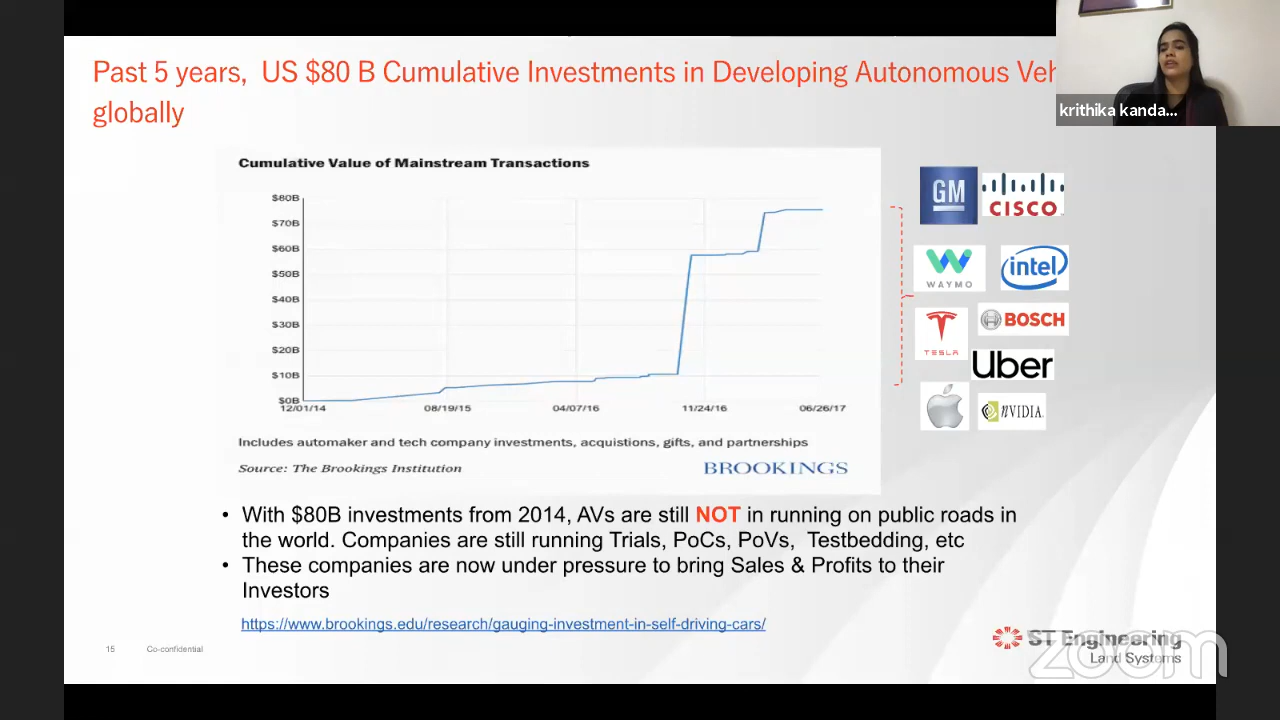 Past 5 years, US $80 B Cumulative Investments in Developing Autonomous Veh
globally
krithika kanda...
Cumulative Value of Mainstream Transactions
$80B
$70B
$60B
$50B
$40B
$30B
$20B
$10B
$0B
12/01/14 08/19/15 04/07/16 11/24/16 06/26/17
Includes automaker and tech company investments, acquistions, gifts, and partnerships
Source: The Brookings Institution
BROOKINGS
GM
CISCO
WAYMO
intel
TESLA
BOSCH
Uber
nVIDIA
• With $80B investments from 2014, AVs are still NOT in running on public roads in
the world. Companies are still running Trials, PoCs, PoVs, Testbedding, etc
• These companies are now under pressure to bring Sales & Profits to their
Investors
https://www.brookings.edu/research/gauging-investment-in-self-driving-cars/
15 Co-confidential
ST Engineering
Land Systems
zoom